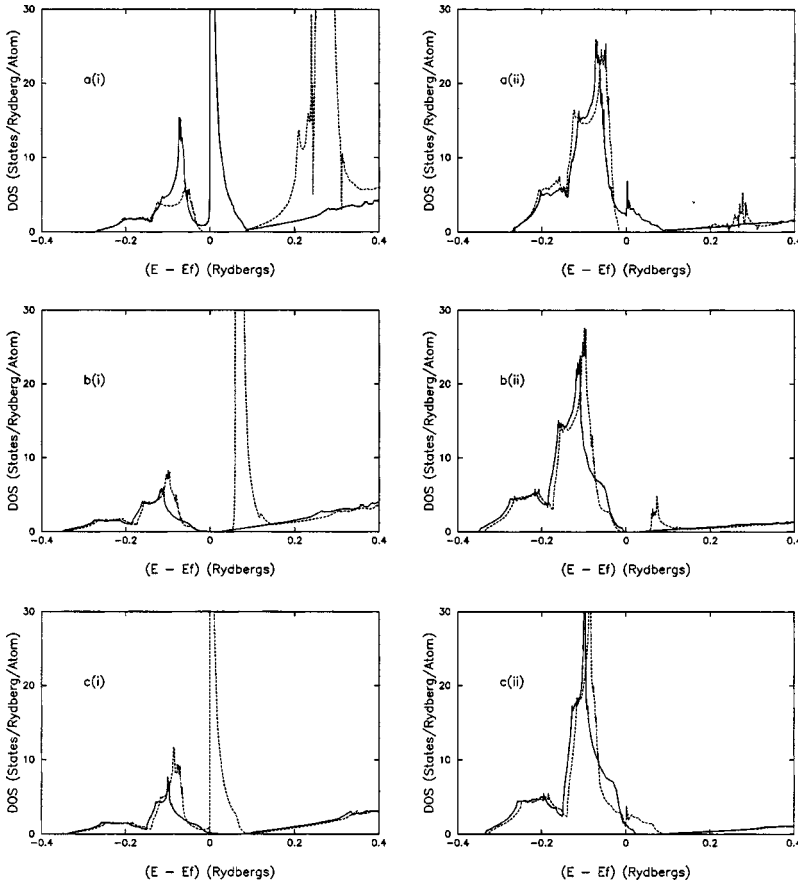 30
20
10
0
DOS (States/Rydberg/Atom)
a(i)
-0.4 -0.2 0 0.2 0.4
(E - Ef) (Rydbergs)
30
20
10
0
DOS (States/Rydberg/Atom)
a(ii)
-0.4 -0.2 0 0.2 0.4
(E - Ef) (Rydbergs)
30
20
10
0
DOS (States/Rydberg/Atom)
b(i)
-0.4 -0.2 0 0.2 0.4
(E - Ef) (Rydbergs)
30
20
10
0
DOS (States/Rydberg/Atom)
b(ii)
-0.4 -0.2 0 0.2 0.4
(E - Ef) (Rydbergs)
30
20
10
0
DOS (States/Rydberg/Atom)
c(i)
-0.4 -0.2 0 0.2 0.4
(E - Ef) (Rydbergs)
30
20
10
0
DOS (States/Rydberg/Atom)
c(ii)
-0.4 -0.2 0 0.2 0.4
(E - Ef) (Rydbergs)